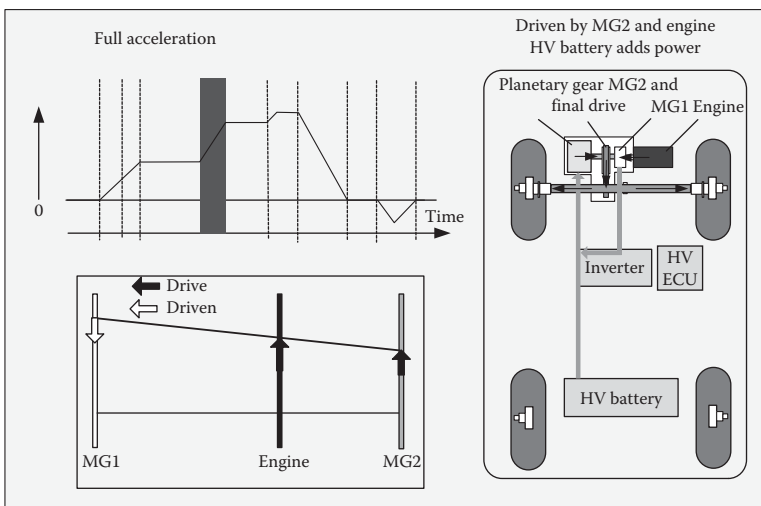 Full acceleration
0
Time
Drive
Driven
MG1
Engine
MG2
Driven by MG2 and engine
HV battery adds power
Planetary gear MG2 and
final drive
MG1 Engine
Inverter
HV
ECU
HV battery